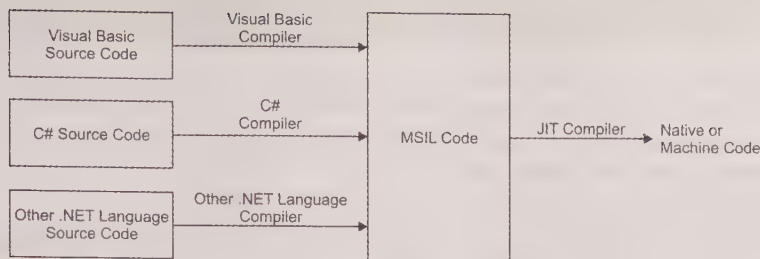 Visual Basic
Source Code
Visual Basic
Compiler
C# Source Code
C#
Compiler
Other .NET Language
Source Code
Other .NET Language
Compiler
MSIL Code
JIT Compiler
Native or
Machine Code